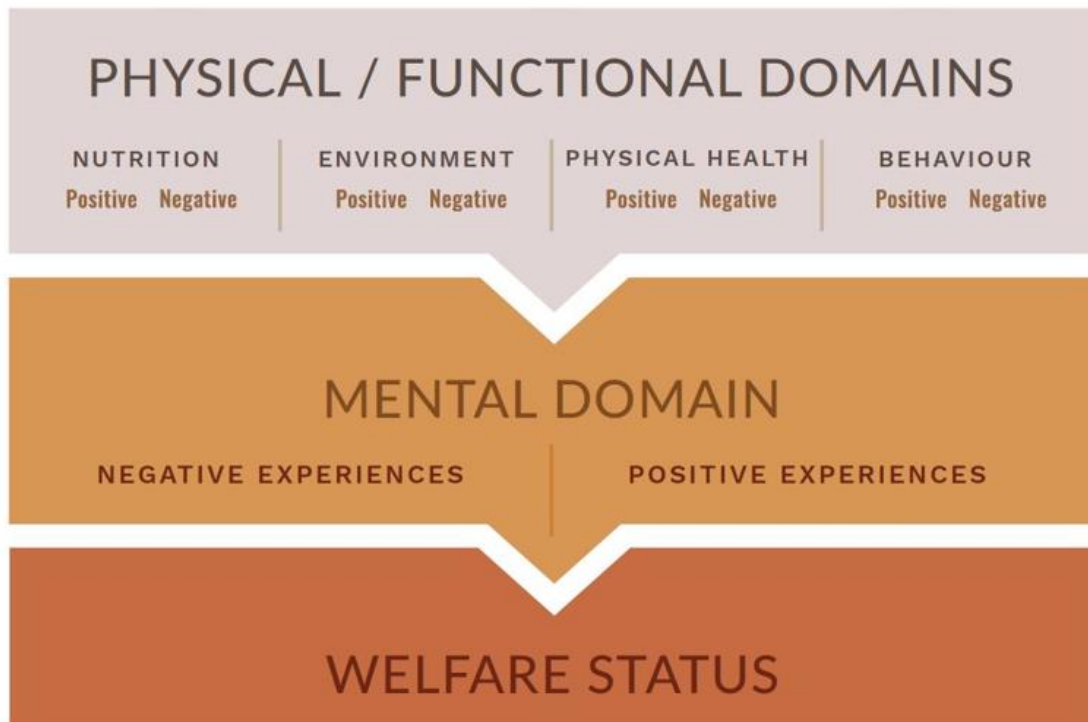 PHYSICAL / FUNCTIONAL DOMAINS
NUTRITION ENVIRONMENT PHYSICAL HEALTH BEHAVIOUR
Positive Negative Positive Negative Positive Negative Positive Negative
MENTAL DOMAIN
NEGATIVE EXPERIENCES POSITIVE EXPERIENCES
WELFARE STATUS